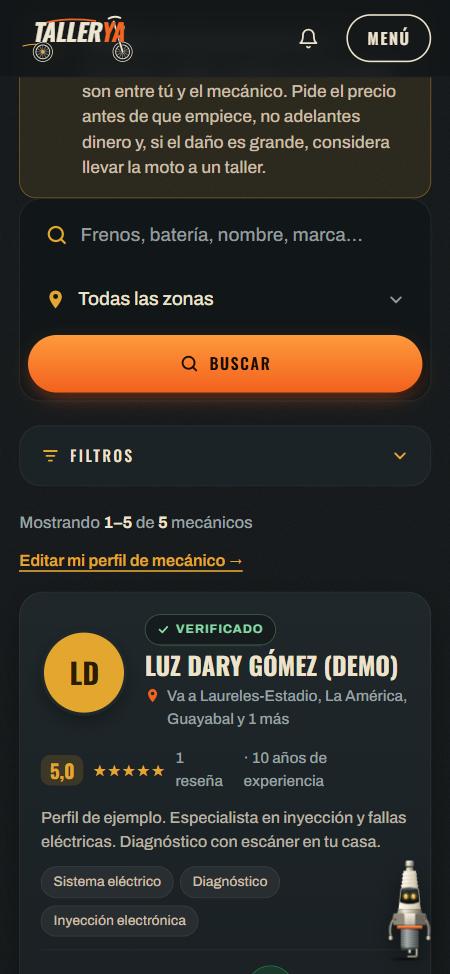 TALLERYA
MENÚ
son entre tú y el mecánico. Pide el precio
antes de que empiece, no adelantes
dinero y, si el daño es grande, considera
llevar la moto a un taller.
Frenos, batería, nombre, marca...
Todas las zonas
BUSCAR
FILTROS
Mostrando 1–5 de 5 mecánicos
Editar mi perfil de mecánico →
VERIFICADO
LD
LUZ DARY GÓMEZ (DEMO)
Va a Laureles-Estadio, La América,
Guayabal y 1 más
5,0 ★★★★★ 1 reseña · 10 años de experiencia
Perfil de ejemplo. Especialista en inyección y fallas
eléctricas. Diagnóstico con escáner en tu casa.
Sistema eléctrico
Diagnóstico
Inyección electrónica